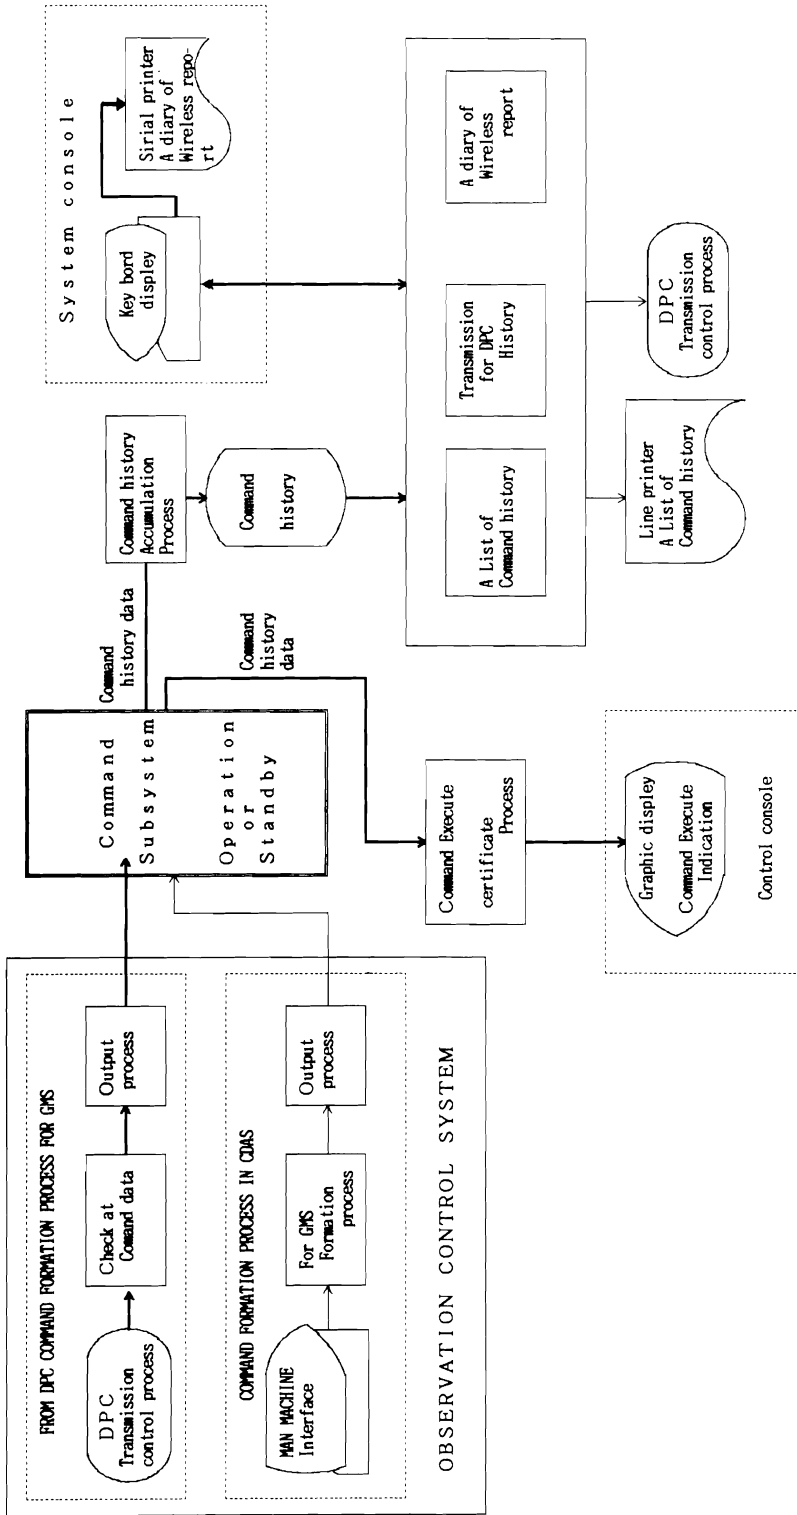 FROM DPC COMMAND FORMATION PROCESS FOR GMS
DPC
Transmission
control process
Check at
Comand data
Output
process
COMMAND FORMATION PROCESS IN CDAS
MAN MACHINE
Interface
For GMS
Formation
process
Output
process
OBSERVATION CONTROL SYSTEM
Command
Subsystem
Operation
or
Standby
Command
history data
Command
history
data
Command history
Accumulation
Process
Command
history
Command Execute
certificate
Process
Graphic display
Command Execute
Indication
Control console
System console
Key bord
display
Sirial printer
A diary of
Wireless repo-
rt
A List of
Command history
Transmission
for DPC
History
A diary of
Wireless
report
Line printer
A List of
Command history
DPC
Transmission
control process